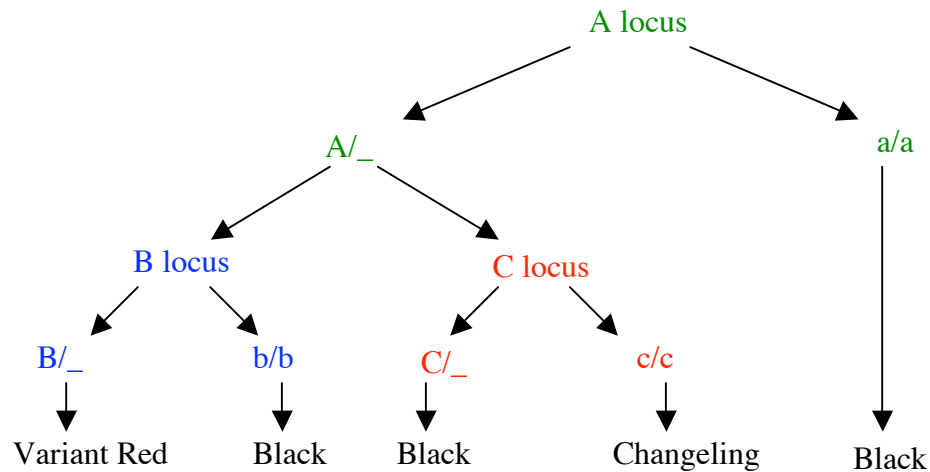 A locus
A/_
a/a
B locus
C locus
B/_
b/b
C/_
c/c
Variant Red
Black
Black
Changeling
Black